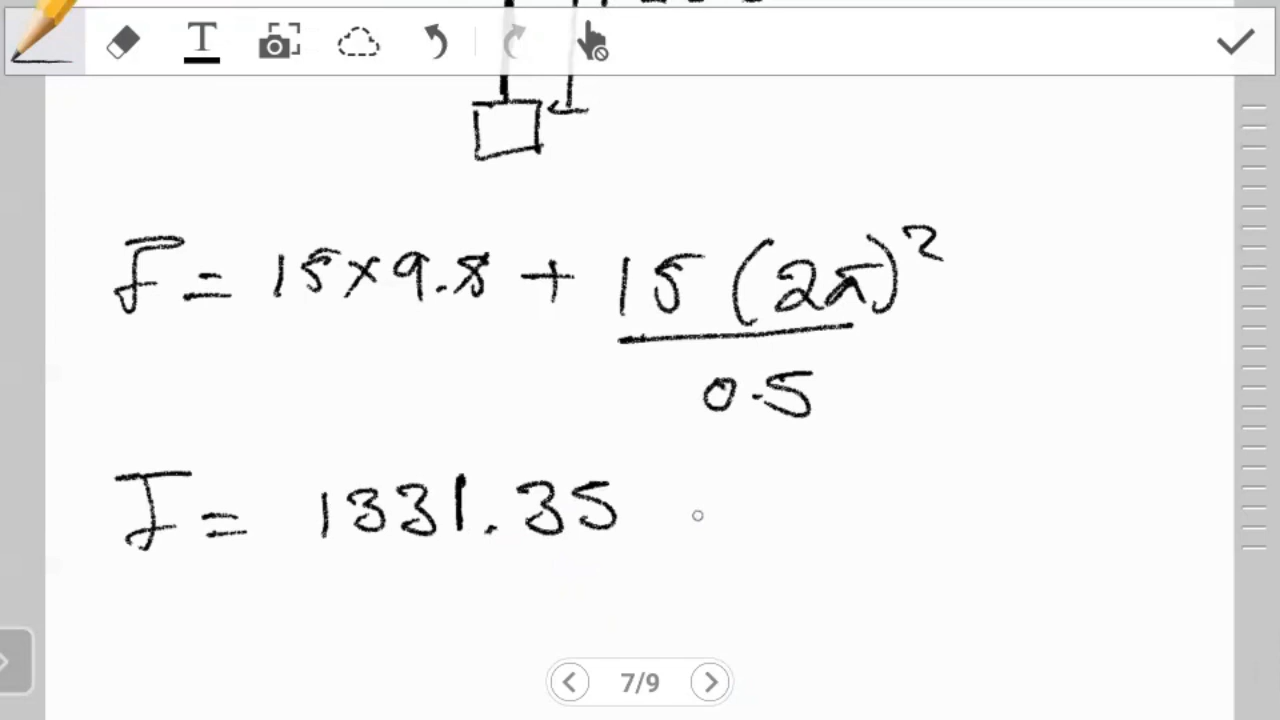 T
F = 15×9.8 + 15 (2π)²
0.5
F = 1331.35
7/9